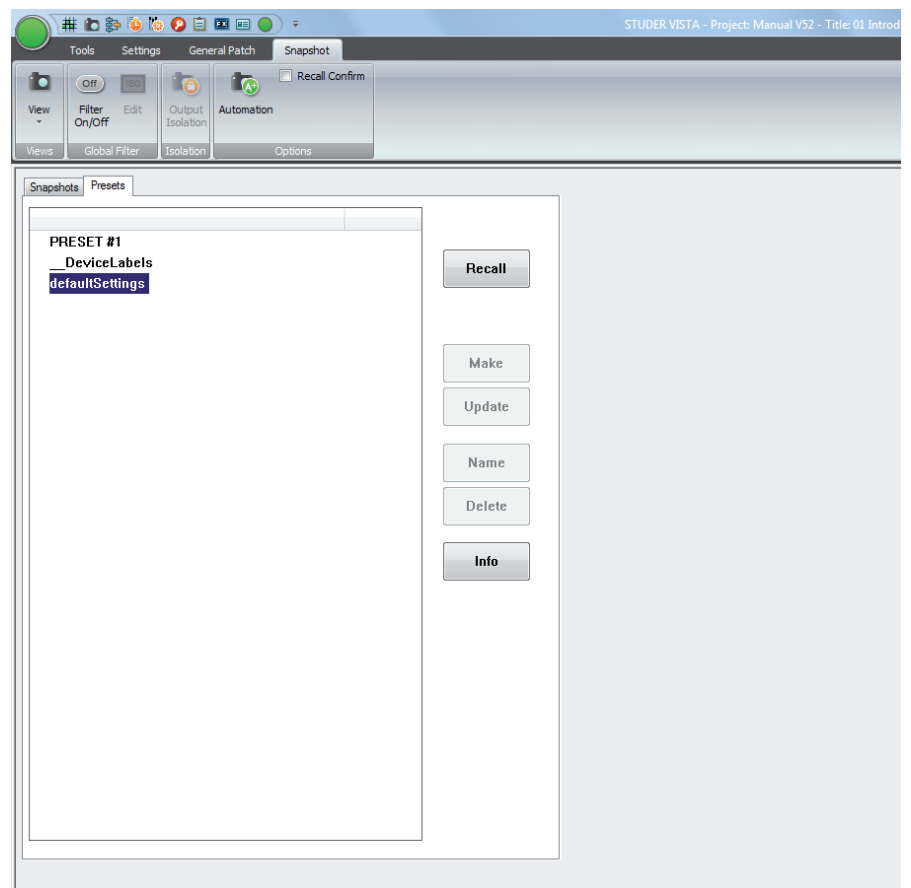 FX
STUDER VISTA - Project: Manual V52 - Title: 01 Introd
Tools Settings General Patch Snapshot
Off ISO A+ Recall Confirm
View Filter On/Off Edit Output Isolation Automation
Views Global Filter Isolation Options
Snapshots Presets
PRESET #1
__DeviceLabels
defaultSettings
Recall
Make
Update
Name
Delete
Info